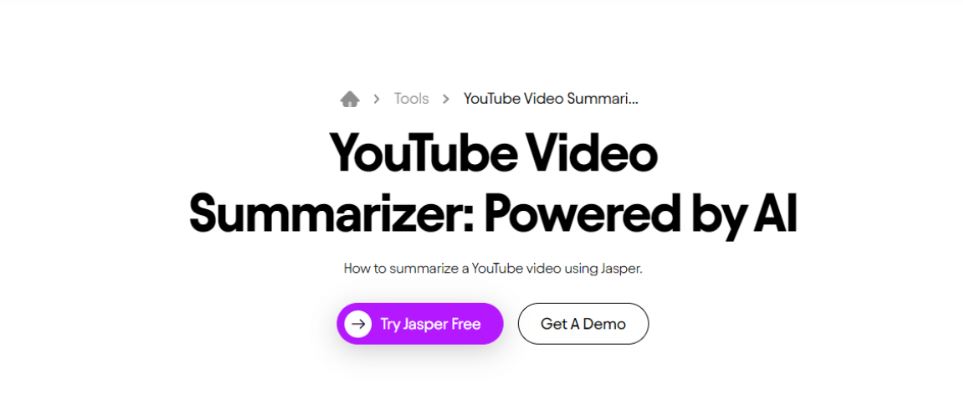 Tools YouTube Video Summari...
YouTube Video
Summarizer: Powered by AI
How to summarize a YouTube video using Jasper.
Try Jasper Free Get A Demo